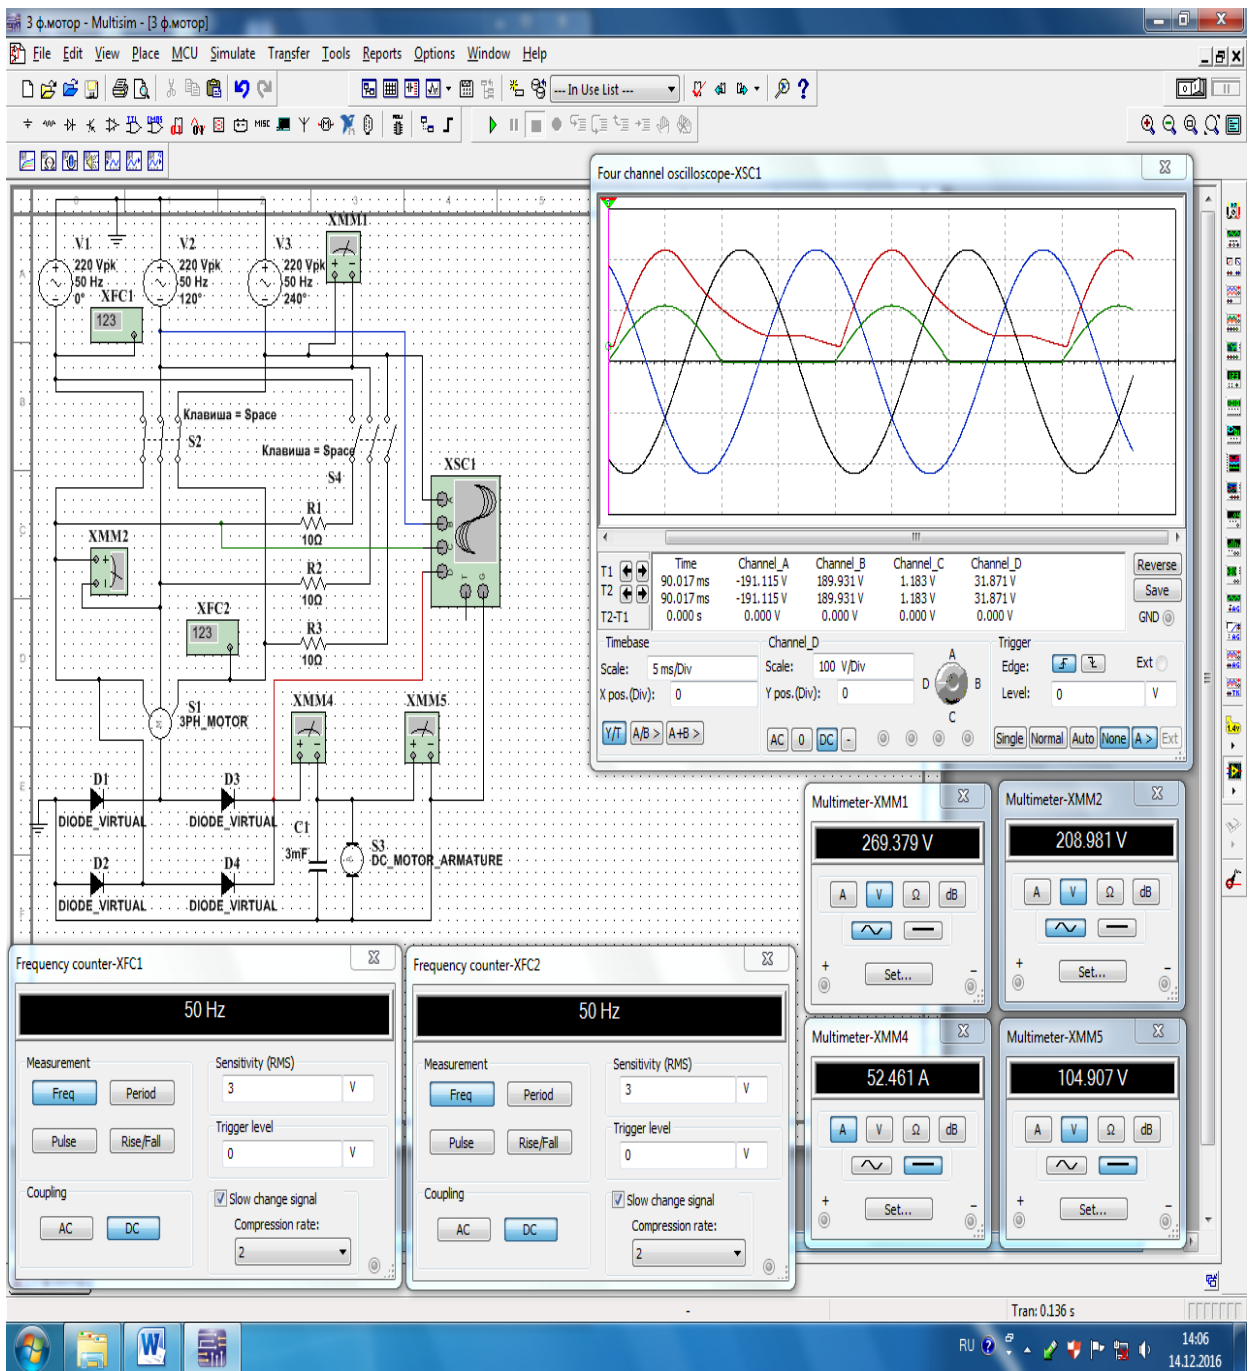 3 ф.мотор - Multisim - [3 ф.мотор]
File Edit View Place MCU Simulate Transfer Tools Reports Options Window Help
--- In Use List ---
Four channel oscilloscope-XSC1
XMM1
V1
220 Vpk
50 Hz
0°
V2
220 Vpk
50 Hz
120°
V3
220 Vpk
50 Hz
240°
XFC1
123
Клавиша = Space
S2
Клавиша = Space
S4
XSC1
XMM2
R1
10Ω
R2
10Ω
R3
10Ω
XFC2
123
S1
3PH_MOTOR
XMM4
XMM5
D1
DIODE_VIRTUAL
D3
DIODE_VIRTUAL
C1
3mF
S3
DC_MOTOR_ARMATURE
D2
DIODE_VIRTUAL
D4
DIODE_VIRTUAL
Time Channel_A Channel_B Channel_C Channel_D
T1 90.017 ms -191.115 V 189.931 V 1.183 V 31.871 V
T2 90.017 ms -191.115 V 189.931 V 1.183 V 31.871 V
T2-T1 0.000 s 0.000 V 0.000 V 0.000 V 0.000 V
Reverse
Save
GND
Timebase
Scale: 5 ms/Div
X pos.(Div): 0
Y/T A/B > A+B >
Channel_D
Scale: 100 V/Div
Y pos.(Div): 0
AC 0 DC -
A
B
C
D
Trigger
Edge: Ext
Level: 0 V
Single Normal Auto None A > Ext
Multimeter-XMM1
269.379 V
A V Ω dB
Set...
Multimeter-XMM2
208.981 V
A V Ω dB
Set...
Multimeter-XMM4
52.461 A
A V Ω dB
Set...
Multimeter-XMM5
104.907 V
A V Ω dB
Set...
Frequency counter-XFC1
50 Hz
Measurement
Freq Period
Pulse Rise/Fall
Coupling
AC DC
Sensitivity (RMS)
3 V
Trigger level
0 V
Slow change signal
Compression rate:
2
Frequency counter-XFC2
50 Hz
Measurement
Freq Period
Pulse Rise/Fall
Coupling
AC DC
Sensitivity (RMS)
3 V
Trigger level
0 V
Slow change signal
Compression rate:
2
Tran: 0.136 s
RU
14:06
14.12.2016